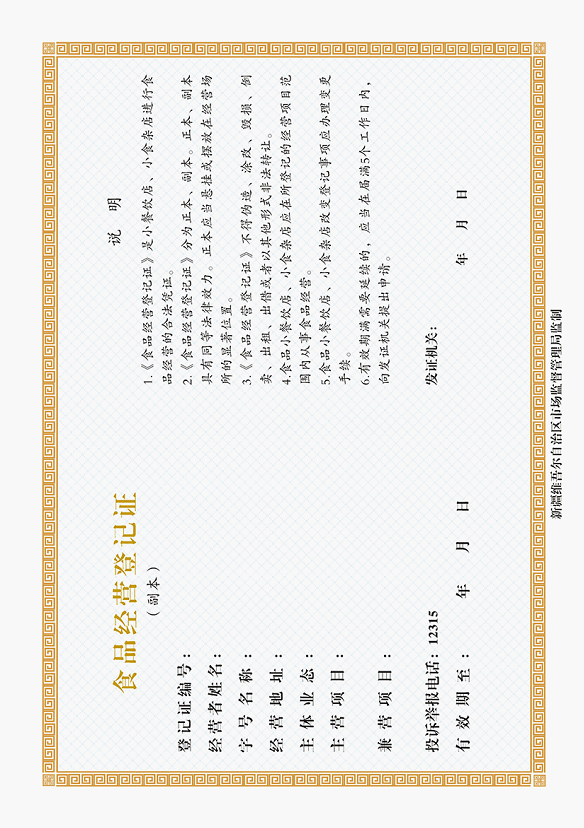 食品经营登记证
（副本）
登记证编号：
经营者姓名：
字号名称：
经营地址：
主体业态：
主营项目：
兼营项目：
投诉举报电话：12315
有效期至： 年 月 日
说 明
1.《食品经营登记证》是小餐饮店、小食杂店进行食
品经营的合法凭证。
2.《食品经营登记证》分为正本、副本。正本、副本
具有同等法律效力。正本应当悬挂或摆放在经营场
所的显著位置。
3.《食品经营登记证》不得伪造、涂改、毁损、倒
卖、出租、出借或者以其他形式非法转让。
4.食品小餐饮店、小食杂店应在所登记的经营项目范
围内从事食品经营。
5.食品小餐饮店、小食杂店改变登记事项应办理变更
手续。
6.有效期满需要延续的，应当在届满5个工作日内，
向发证机关提出申请。
发证机关：
年 月 日
新疆维吾尔自治区市场监督管理局监制